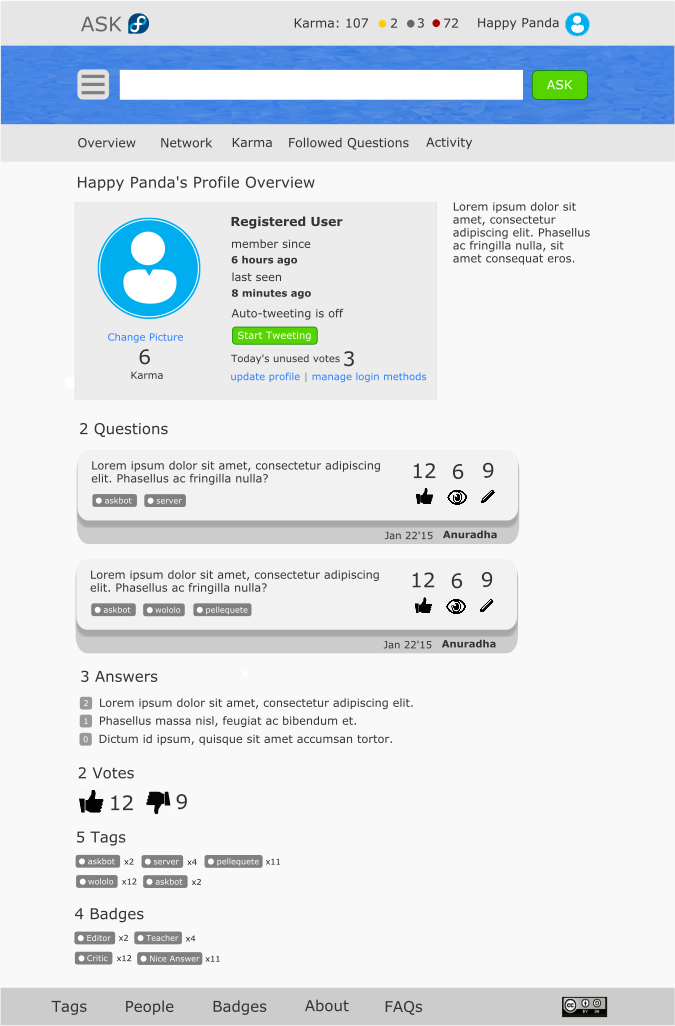 ASK Karma: 107 2 3 72 Happy Panda
ASK
Overview Network Karma Followed Questions Activity
Happy Panda's Profile Overview
Registered User
member since
6 hours ago
last seen
8 minutes ago
Auto-tweeting is off
Start Tweeting
Change Picture
6
Karma
Today's unused votes 3
update profile | manage login methods
Lorem ipsum dolor sit
amet, consectetur
adipiscing elit. Phasellus
ac fringilla nulla, sit
amet consequat eros.
2 Questions
Lorem ipsum dolor sit amet, consectetur adipiscing
elit. Phasellus ac fringilla nulla?
askbot server
12 6 9
Jan 22'15 Anuradha
Lorem ipsum dolor sit amet, consectetur adipiscing
elit. Phasellus ac fringilla nulla?
askbot wololo pellequete
12 6 9
Jan 22'15 Anuradha
3 Answers
2 Lorem ipsum dolor sit amet, consectetur adipiscing elit.
1 Phasellus massa nisl, feugiat ac bibendum et.
0 Dictum id ipsum, quisque sit amet accumsan tortor.
2 Votes
12 9
5 Tags
askbot x2 server x4 pellequete x11
wololo x12 askbot x2
4 Badges
Editor x2 Teacher x4
Critic x12 Nice Answer x11
Tags People Badges About FAQs
cc BY SA